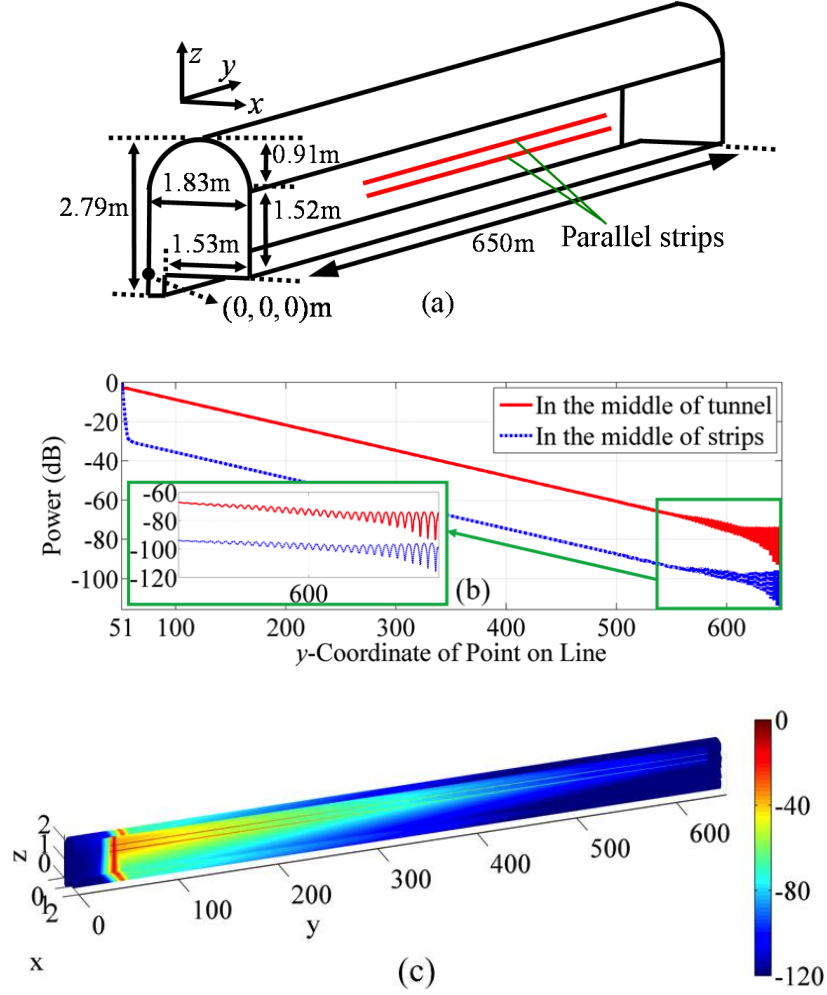 z
y
x
0.91m
1.83m
2.79m
1.52m
1.53m
650m
Parallel strips
(0, 0, 0)m
(a)
0
-20
-40
-60
-80
-100
Power (dB)
In the middle of tunnel
In the middle of strips
-60
-80
-100
-120
600
(b)
51 100 200 300 400 500 600
y-Coordinate of Point on Line
0
-40
-80
-120
2
1
0
z
0
1
2
x
0 100 200 300 400 500 600
y
(c)